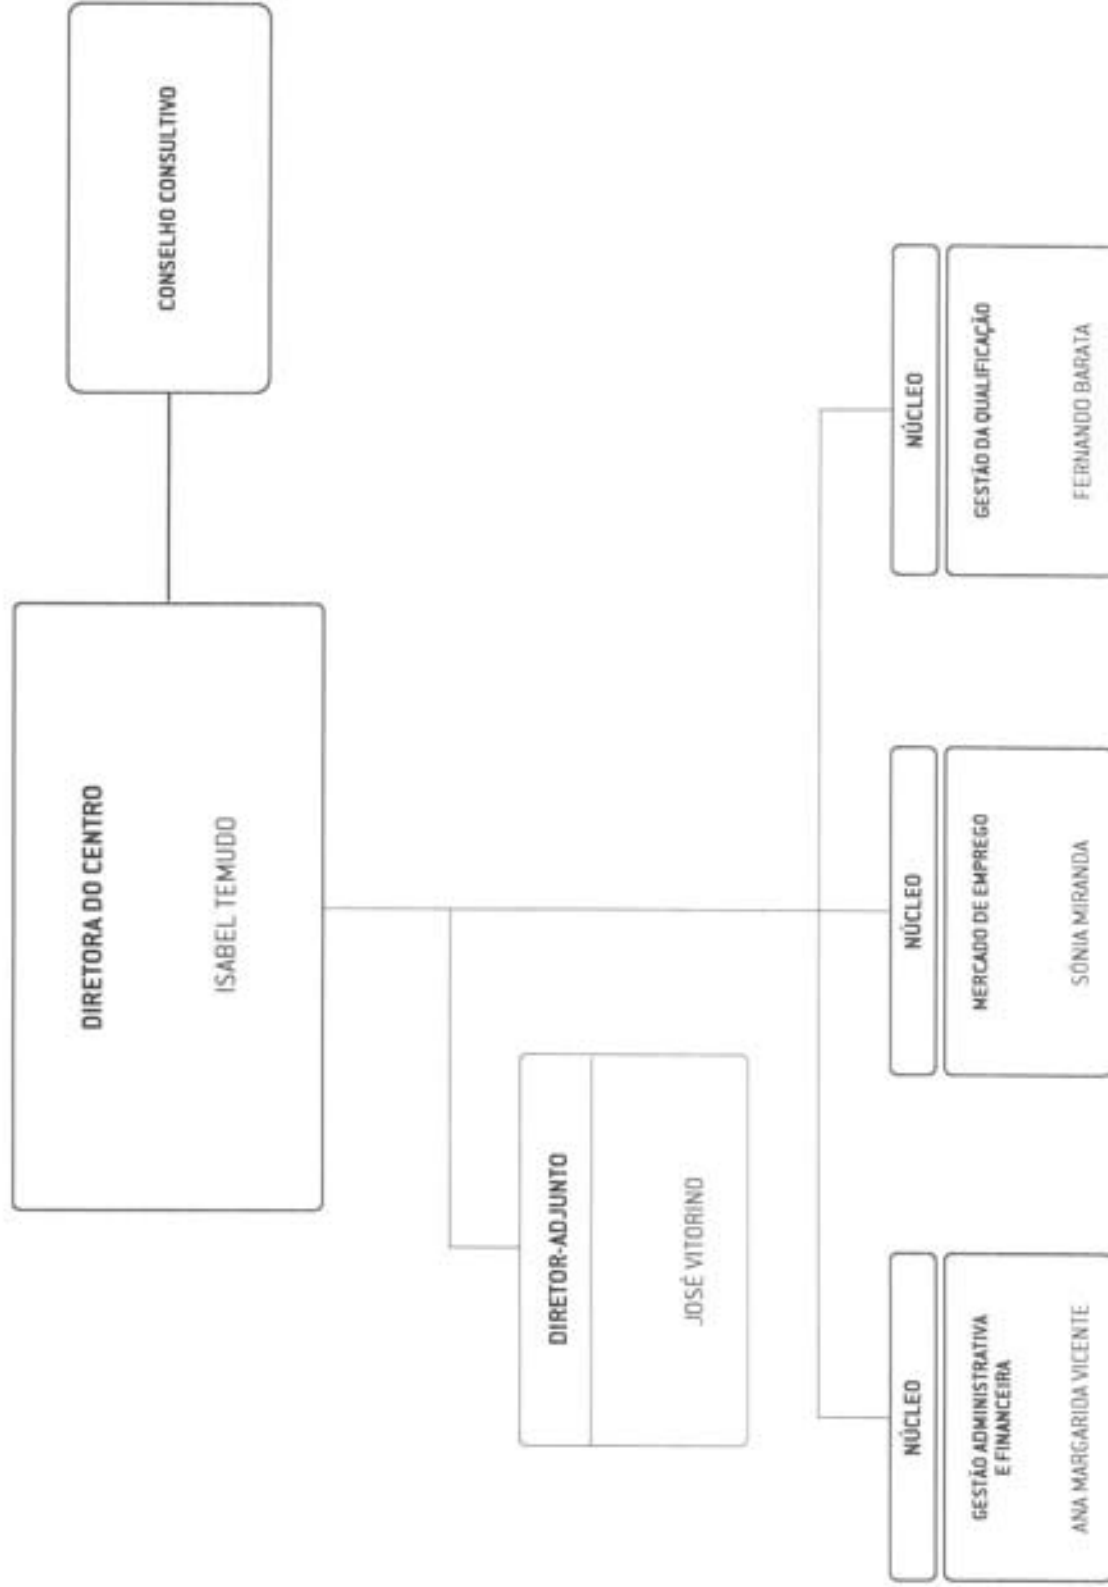 DIRETORA DO CENTRO
ISABEL TEMUDO
CONSELHO CONSULTIVO
DIRETOR-ADJUNTO
JOSÉ VITORINO
NÚCLEO
GESTÃO ADMINISTRATIVA
E FINANCEIRA
ANA MARGARIDA VICENTE
NÚCLEO
MERCADO DE EMPREGO
SÓNIA MIRANDA
NÚCLEO
GESTÃO DA QUALIFICAÇÃO
FERNANDO BARATA